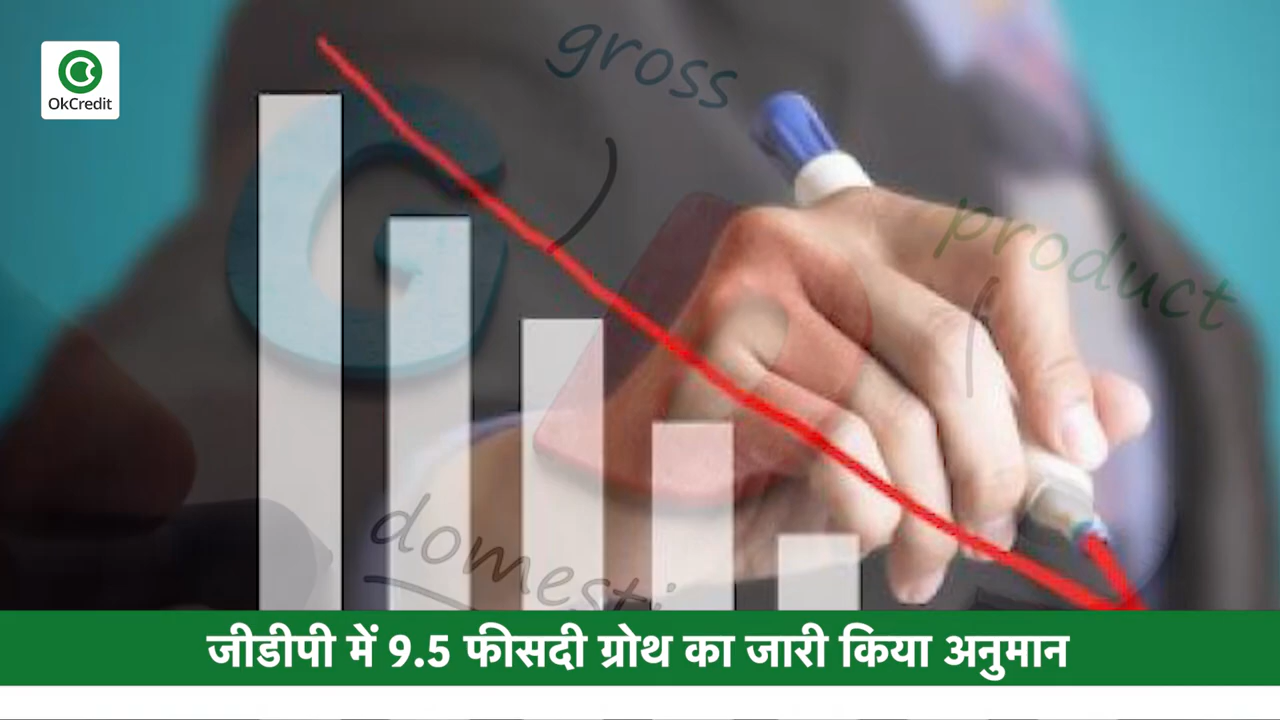 OkCredit
gross
product
domesti
जीडीपी में 9.5 फीसदी ग्रोथ का जारी किया अनुमान